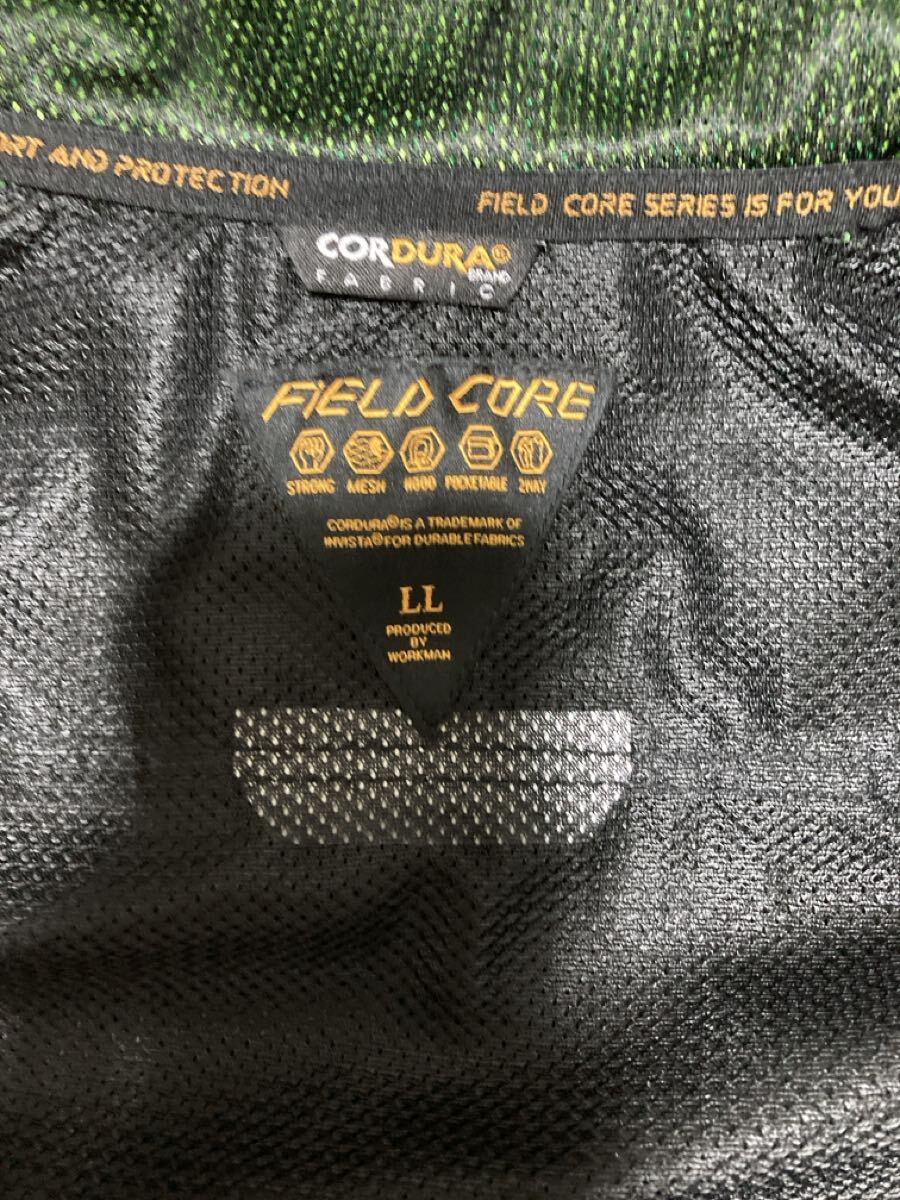 ORT AND PROTECTION
FIELD CORE SERIES IS FOR YOU
CORDURA®
BRAND
FABRIC
FIELD CORE
STRONG MESH HOOD POCKETABLE 2WAY
CORDURA® IS A TRADEMARK OF
INVISTA® FOR DURABLE FABRICS
LL
PRODUCED
BY
WORKMAN